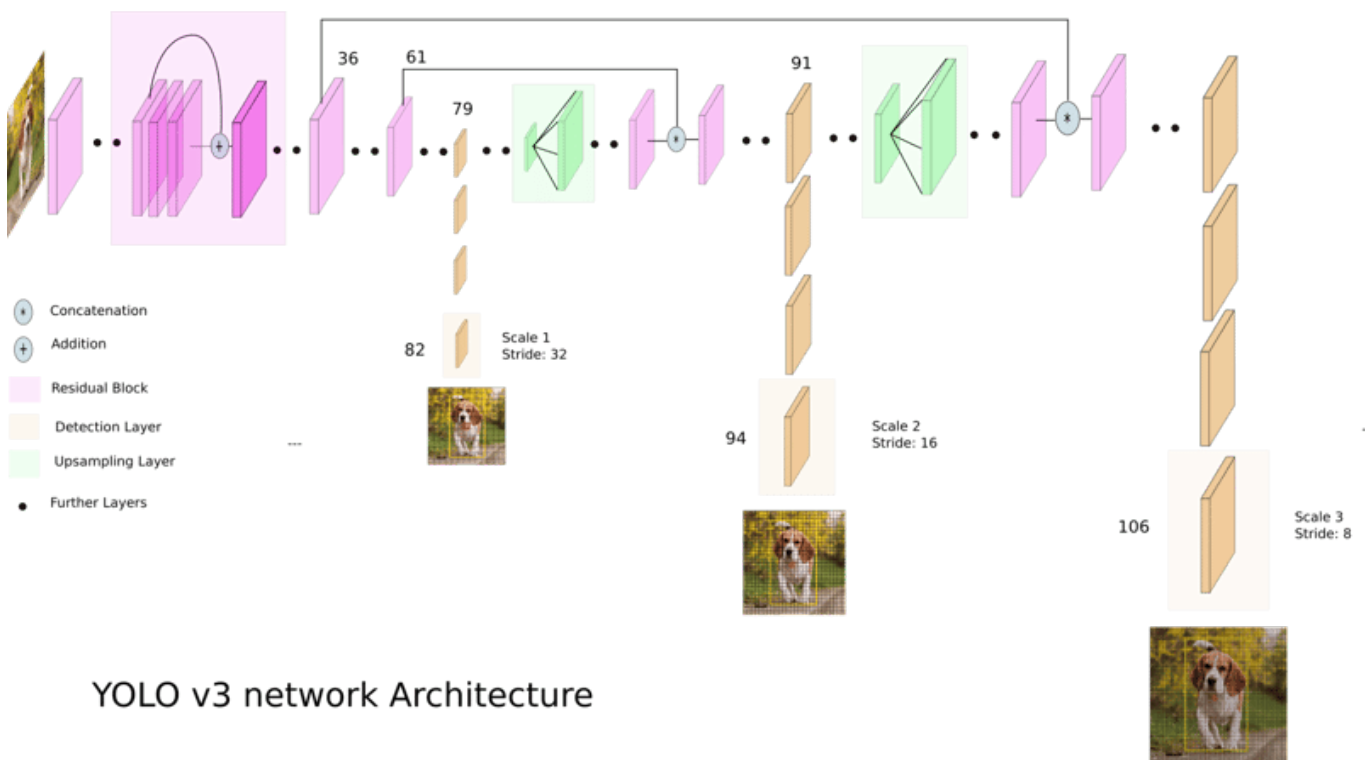 36
61
91
79
*
*
+
* Concatenation
+ Addition
82
Scale 1
Stride: 32
Residual Block
Detection Layer
Upsampling Layer
Further Layers
---
94
Scale 2
Stride: 16
106
Scale 3
Stride: 8
YOLO v3 network Architecture